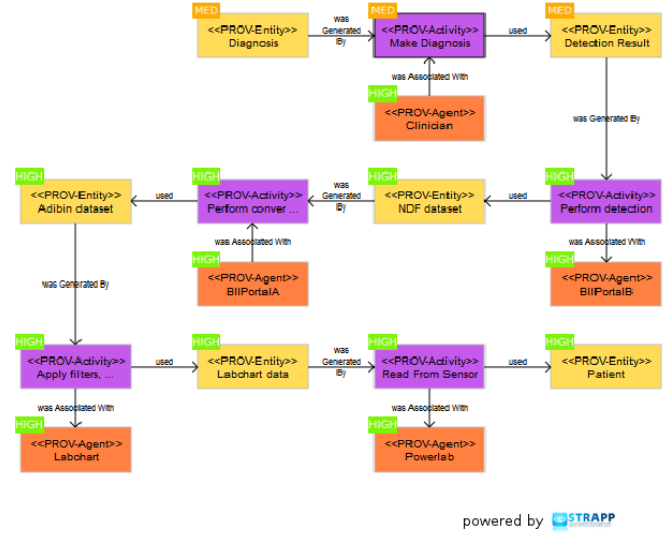 MED
MED
MED
<<PROV-Entity>>
Diagnosis
was
Generated
By
<<PROV-Activity>>
Make Diagnosis
used
<<PROV-Entity>>
Detection Result
was Associated With
HIGH
<<PROV-Agent>>
Clinician
was Generated By
HIGH
<<PROV-Entity>>
Adibin dataset
used
HIGH
<<PROV-Activity>>
Perform conver ...
was
Generated
By
HIGH
<<PROV-Entity>>
NDF dataset
used
HIGH
<<PROV-Activity>>
Perform detection
was Associated With
was Associated With
HIGH
<<PROV-Agent>>
BIIPortalA
HIGH
<<PROV-Agent>>
BIIPortalB
was Generated By
HIGH
<<PROV-Activity>>
Apply filters, ...
used
HIGH
<<PROV-Entity>>
Labchart data
was
Generated
By
HIGH
<<PROV-Activity>>
Read From Sensor
used
HIGH
<<PROV-Entity>>
Patient
was Associated With
was Associated With
HIGH
<<PROV-Agent>>
Labchart
HIGH
<<PROV-Agent>>
Powerlab
powered by
STRAPP